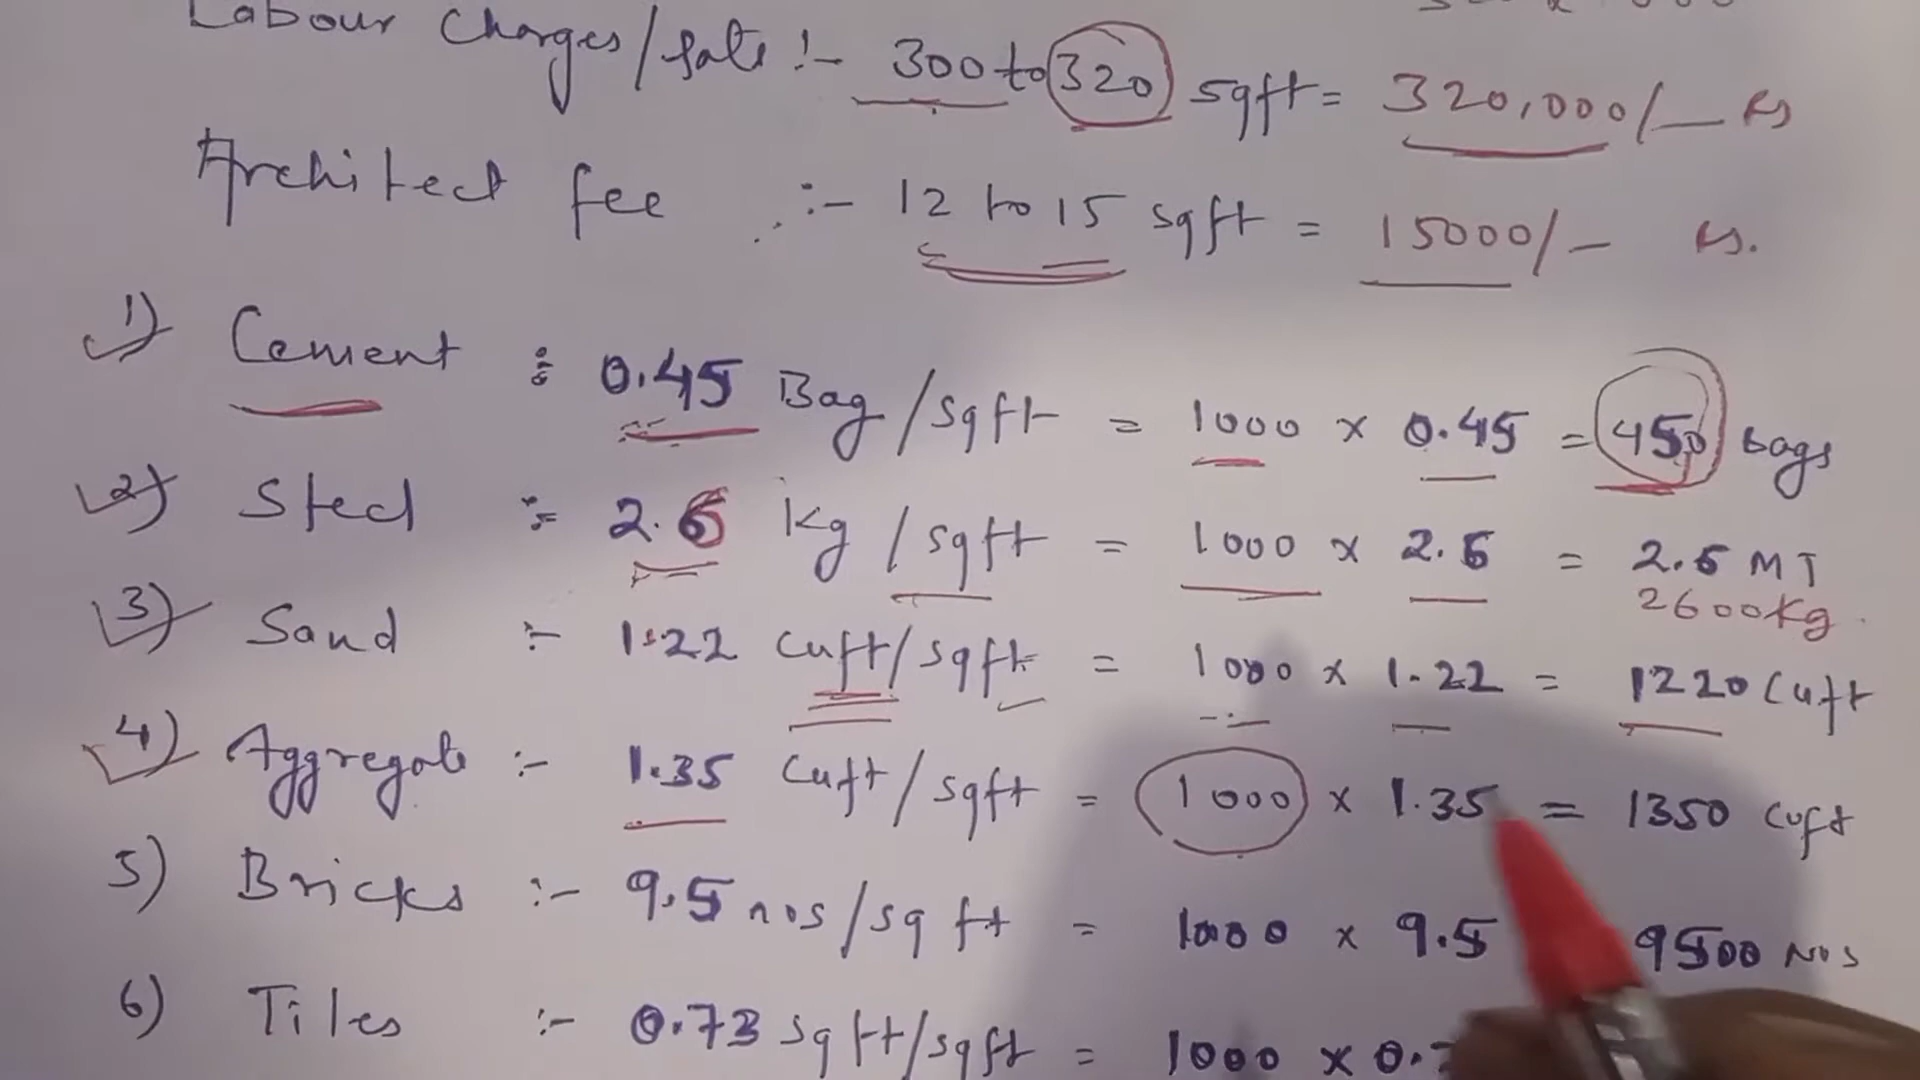 Labour Charges/rate :- 300 to 320 sqft = 320,000/- Rs
Architect fee :- 12 to 15 sqft = 15000/- Rs.
1) Cement : 0.45 Bag/sqft = 1000 x 0.45 = 450 bags
2) Steel :- 2.6 Kg/sqft = 1000 x 2.6 = 2.6 MT
2600Kg.
3) Sand :- 1.22 Cuft/sqft = 1000 x 1.22 = 1220 Cuft
4) Aggregate :- 1.35 Cuft/sqft = 1000 x 1.35 = 1350 Cuft
5) Bricks :- 9.5 nos/sqft = 1000 x 9.5 9500 Nos
6) Tiles :- 0.73 sqft/sqft = 1000 x 0.